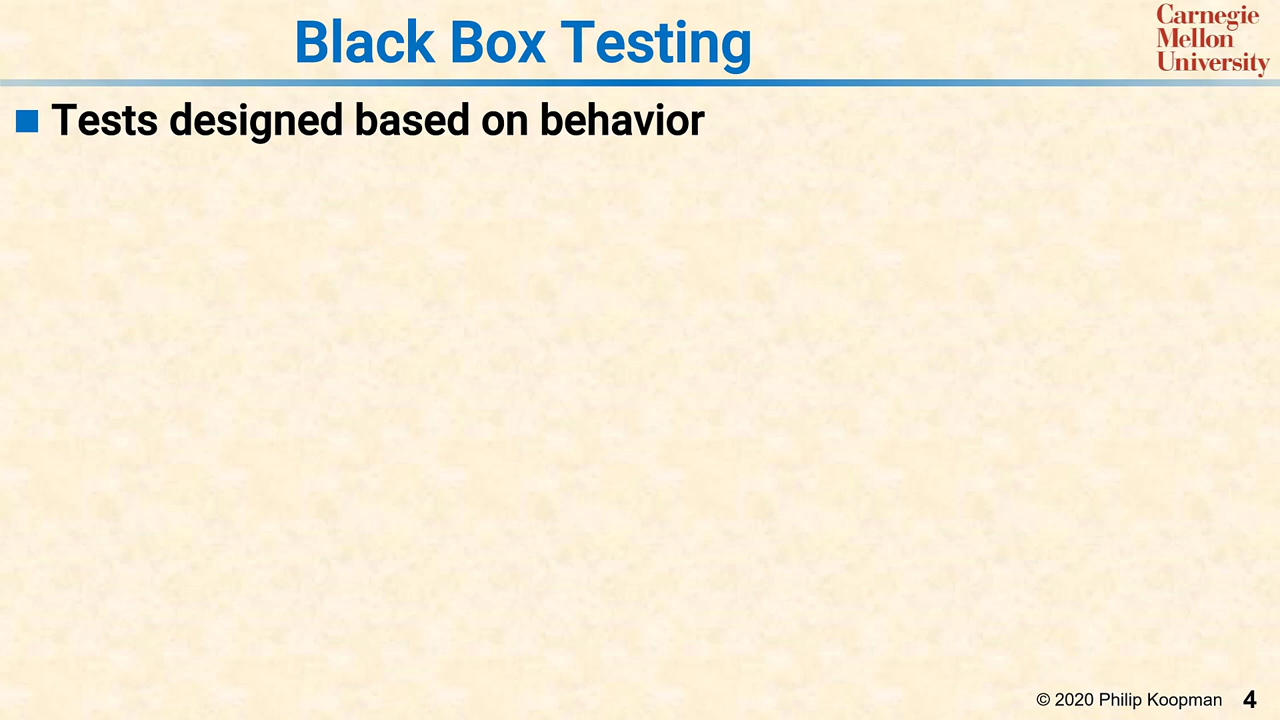 Black Box Testing
Carnegie
Mellon
University
Tests designed based on behavior
© 2020 Philip Koopman 4